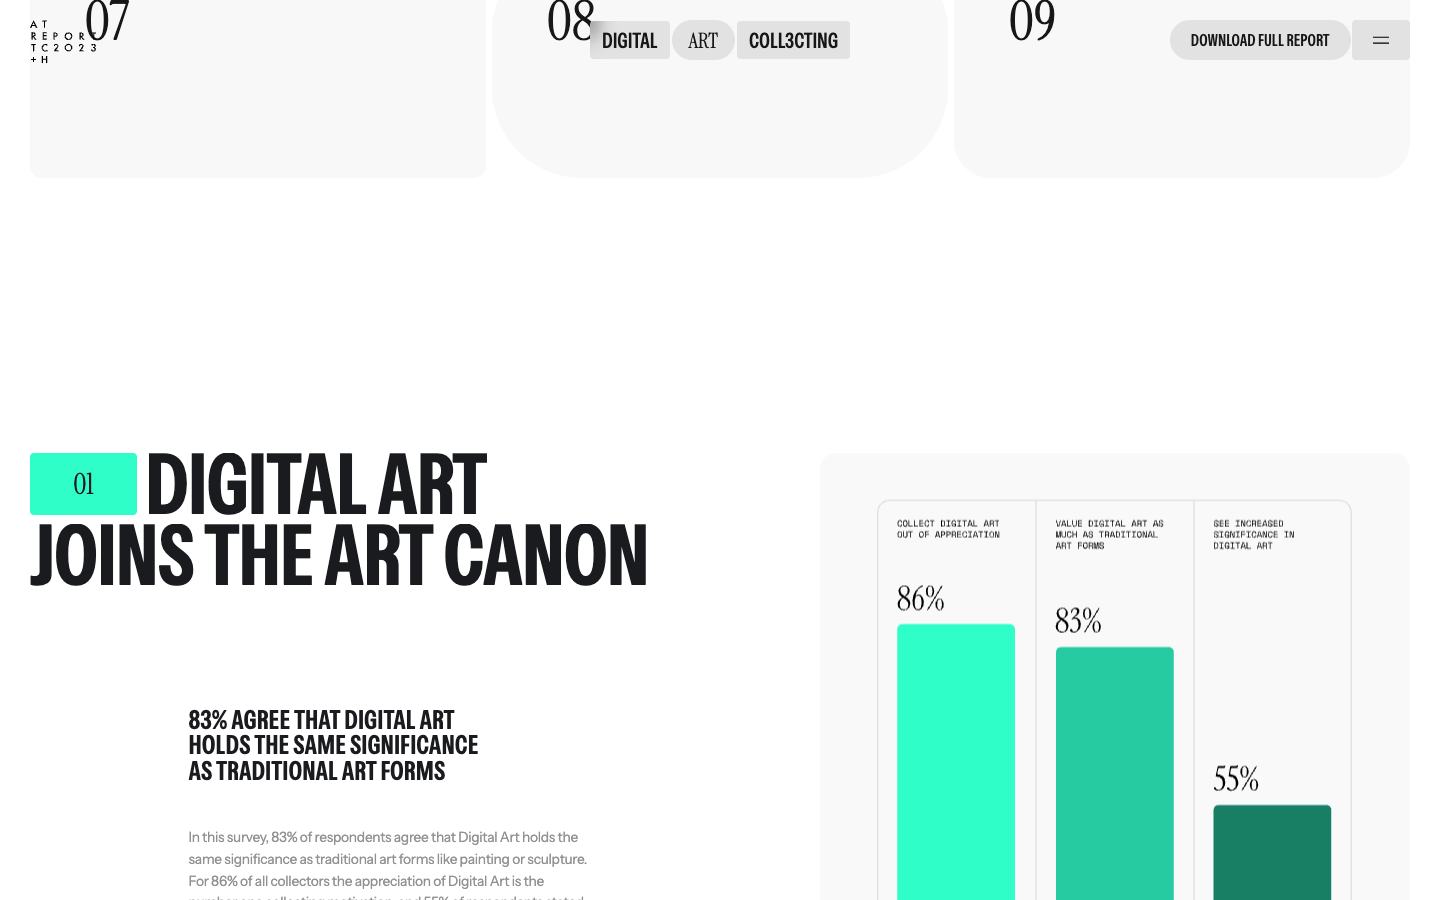 07
08
09
AT
REPORT
TC2023
+H
DIGITAL ART COLL3CTING
DOWNLOAD FULL REPORT
01 DIGITAL ART
JOINS THE ART CANON
83% AGREE THAT DIGITAL ART
HOLDS THE SAME SIGNIFICANCE
AS TRADITIONAL ART FORMS
In this survey, 83% of respondents agree that Digital Art holds the
same significance as traditional art forms like painting or sculpture.
For 86% of all collectors the appreciation of Digital Art is the
COLLECT DIGITAL ART
OUT OF APPRECIATION
86%
VALUE DIGITAL ART AS
MUCH AS TRADITIONAL
ART FORMS
83%
SEE INCREASED
SIGNIFICANCE IN
DIGITAL ART
55%